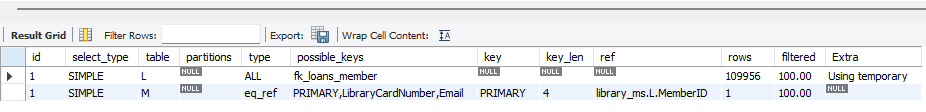 Result Grid Filter Rows: Export: Wrap Cell Content: IA
id select_type table partitions type possible_keys key key_len ref rows filtered Extra
1 SIMPLE L NULL ALL fk_loans_member NULL NULL NULL 109956 100.00 Using temporary
1 SIMPLE M NULL eq_ref PRIMARY,LibraryCardNumber,Email PRIMARY 4 library_ms.L.MemberID 1 100.00 NULL